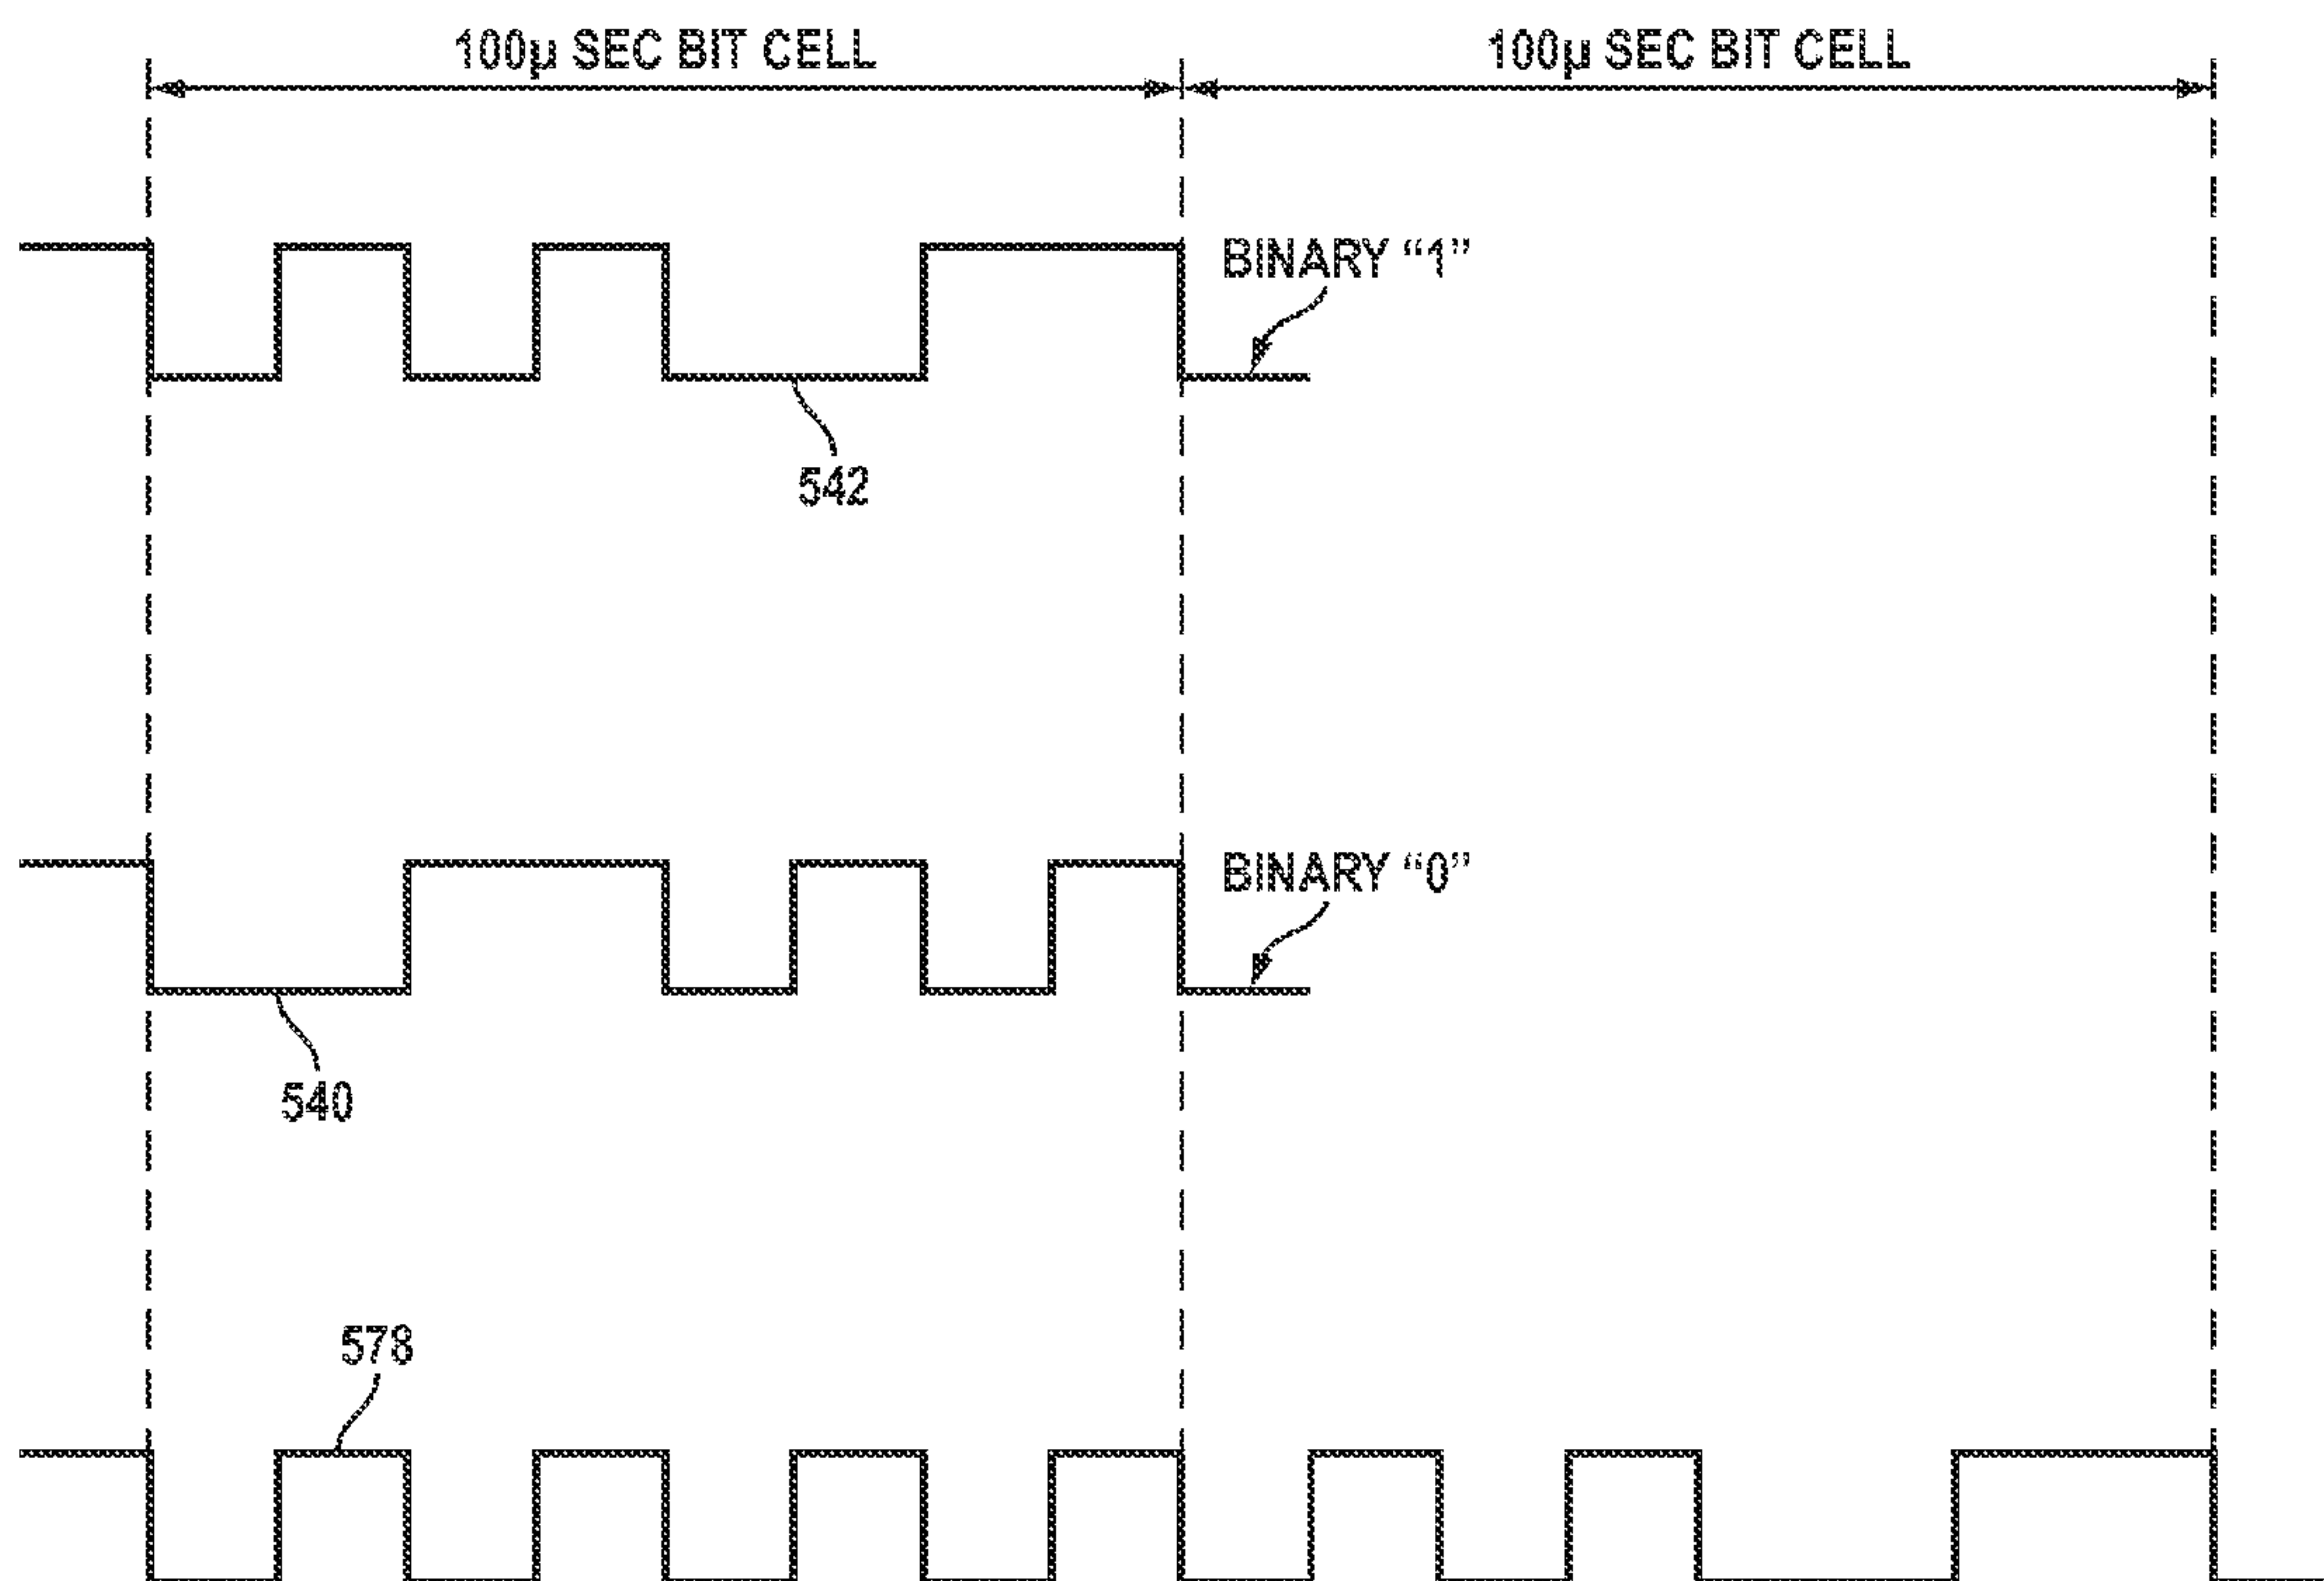 100µ SEC BIT CELL
100µ SEC BIT CELL
BINARY “1”
542
BINARY “0”
540
578